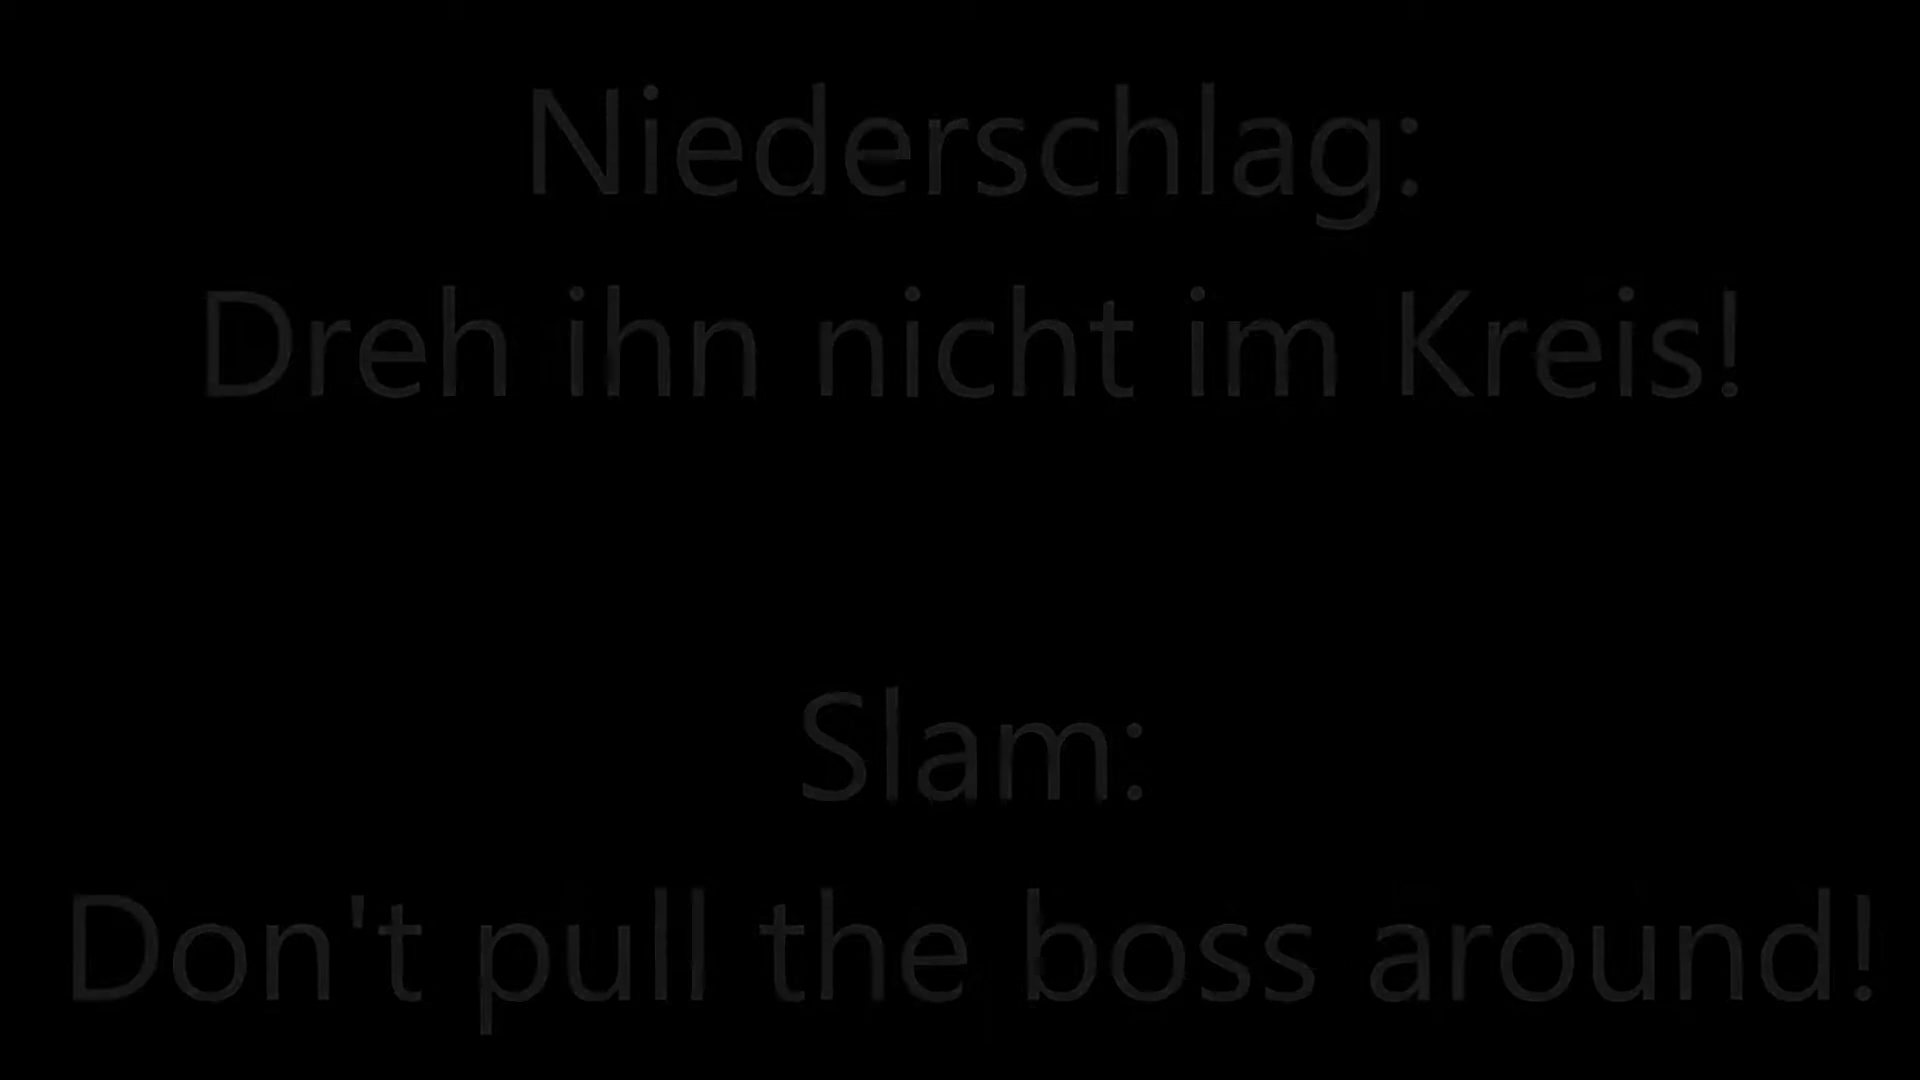 Niederschlag:
Dreh ihn nicht im Kreis!
Slam:
Don't pull the boss around!